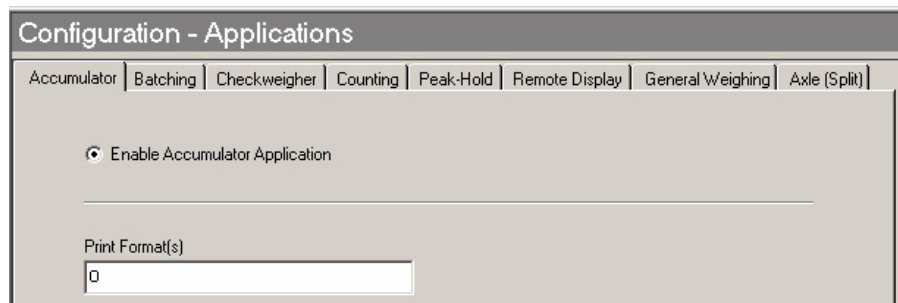 Configuration - Applications
Accumulator Batching Checkweigher Counting Peak-Hold Remote Display General Weighing Axle (Split)
Enable Accumulator Application
Print Format(s)
0